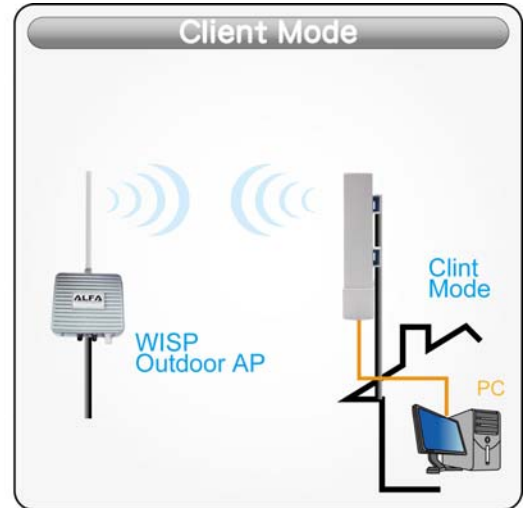 Client Mode
ALFA
WISP
Outdoor AP
Clint
Mode
PC